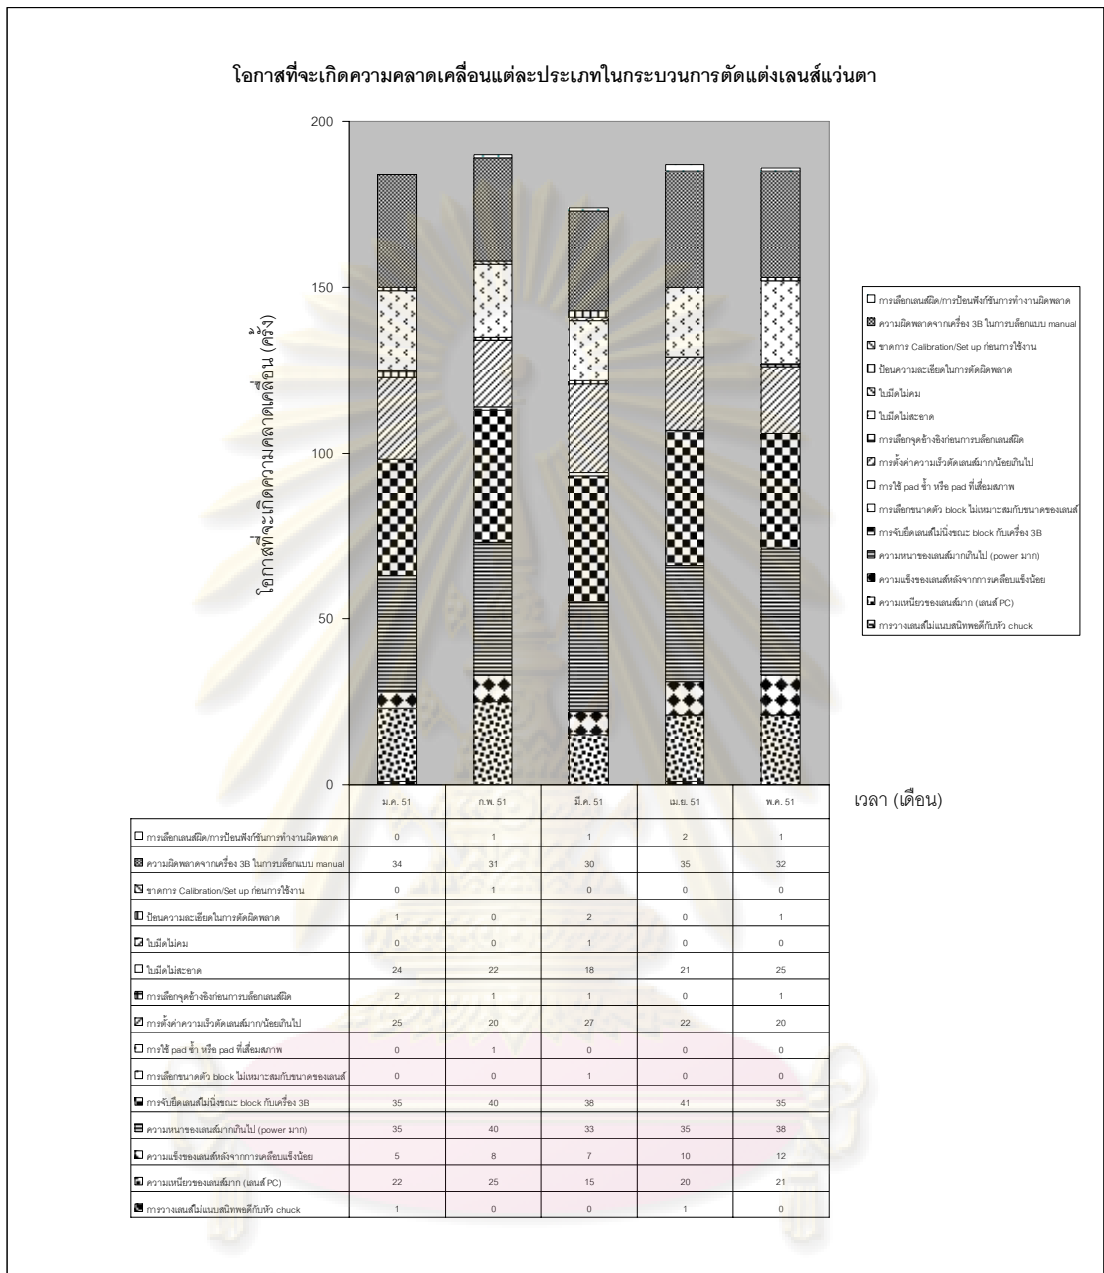 โอกาสที่จะเกิดความคลาดเคลื่อนแต่ละประเภทในกระบวนการตัดแต่งเลนส์แว่นตา
200
150
100
50
0
โอกาสที่จะเกิดความคลาดเคลื่อน (ครั้ง)
การเลือกเลนส์ผิด/การป้อนฟังก์ชันการทำงานผิดพลาด
ความผิดพลาดจากเครื่อง 3B ในการบล็อกแบบ manual
ขาดการ Calibration/Set up ก่อนการใช้งาน
ป้อนความละเอียดในการตัดผิดพลาด
ใบมีดไม่คม
ใบมีดไม่สะอาด
การเลือกจุดอ้างอิงก่อนการบล็อกเลนส์ผิด
การตั้งค่าความเร็วตัดเลนส์มาก/น้อยเกินไป
การใช้ pad ซ้ำ หรือ pad ที่เสื่อมสภาพ
การเลือกขนาดตัว block ไม่เหมาะสมกับขนาดของเลนส์
การจับยึดเลนส์ไม่นิ่งขณะ block กับเครื่อง 3B
ความหนาของเลนส์มากเกินไป (power มาก)
ความแข็งของเลนส์หลังจากการเคลือบแข็งน้อย
ความเหนียวของเลนส์มาก (เลนส์ PC)
การวางเลนส์ไม่แนบสนิทพอดีกับหัว chuck
ม.ค. 51 ก.พ. 51 มี.ค. 51 เม.ย. 51 พ.ค. 51
เวลา (เดือน)
การเลือกเลนส์ผิด/การป้อนฟังก์ชันการทำงานผิดพลาด 0 1 1 2 1
ความผิดพลาดจากเครื่อง 3B ในการบล็อกแบบ manual 34 31 30 35 32
ขาดการ Calibration/Set up ก่อนการใช้งาน 0 1 0 0 0
ป้อนความละเอียดในการตัดผิดพลาด 1 0 2 0 1
ใบมีดไม่คม 0 0 1 0 0
ใบมีดไม่สะอาด 24 22 18 21 25
การเลือกจุดอ้างอิงก่อนการบล็อกเลนส์ผิด 2 1 1 0 1
การตั้งค่าความเร็วตัดเลนส์มาก/น้อยเกินไป 25 20 27 22 20
การใช้ pad ซ้ำ หรือ pad ที่เสื่อมสภาพ 0 1 0 0 0
การเลือกขนาดตัว block ไม่เหมาะสมกับขนาดของเลนส์ 0 0 1 0 0
การจับยึดเลนส์ไม่นิ่งขณะ block กับเครื่อง 3B 35 40 38 41 35
ความหนาของเลนส์มากเกินไป (power มาก) 35 40 33 35 38
ความแข็งของเลนส์หลังจากการเคลือบแข็งน้อย 5 8 7 10 12
ความเหนียวของเลนส์มาก (เลนส์ PC) 22 25 15 20 21
การวางเลนส์ไม่แนบสนิทพอดีกับหัว chuck 1 0 0 1 0